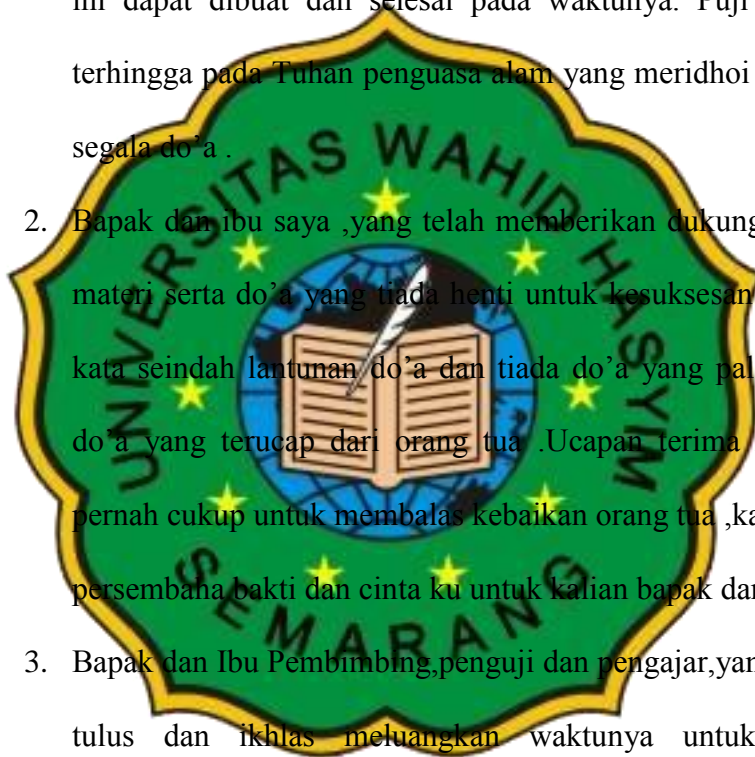 ini dapat dibuat dan selesai pada waktunya. Puji
terhingga pada Tuhan penguasa alam yang meridhoi
segala do’a .
2. Bapak dan ibu saya ,yang telah memberikan dukung
materi serta do’a yang tiada henti untuk kesuksesan
kata seindah lantunan do’a dan tiada do’a yang pal
do’a yang terucap dari orang tua .Ucapan terima
pernah cukup untuk membalas kebaikan orang tua ,ka
persembaha bakti dan cinta ku untuk kalian bapak dan
3. Bapak dan Ibu Pembimbing,penguji dan pengajar,yan
tulus dan ikhlas meluangkan waktunya untuk
UNIVERSITAS WAHID HASYIM
SEMARANG